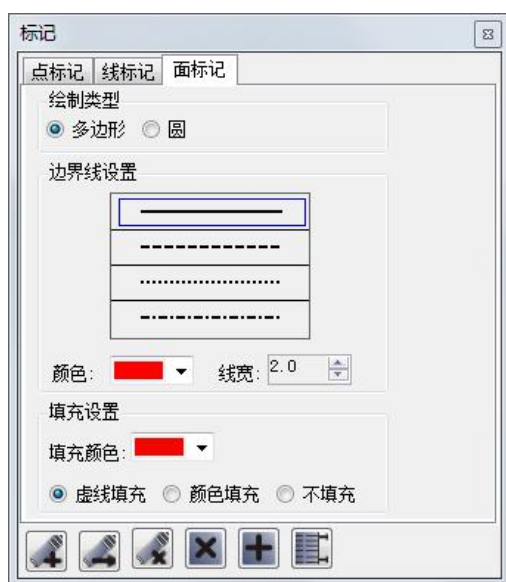 标记
点标记 线标记 面标记
绘制类型
多边形 圆
边界线设置
颜色: 线宽: 2.0
填充设置
填充颜色:
虚线填充 颜色填充 不填充